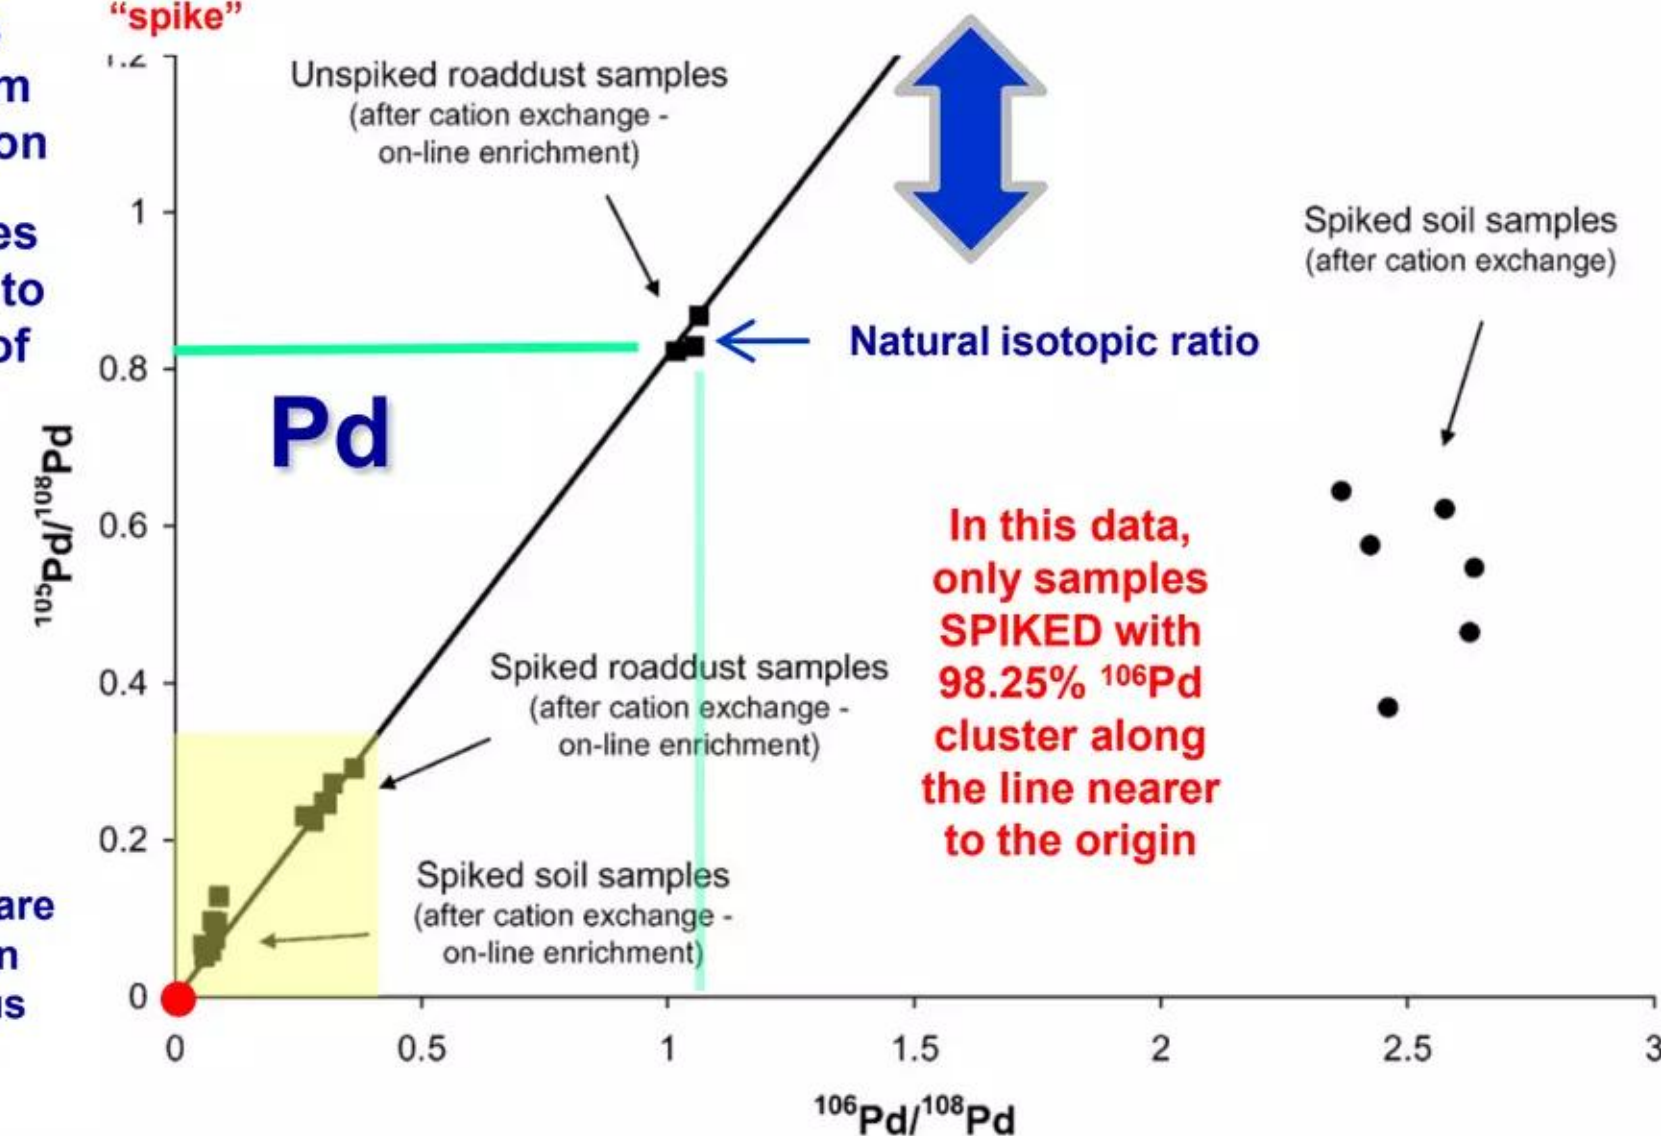 “spike”
m
on
es
to
of
are
n
us
1.2
1
0.8
0.6
0.4
0.2
0
0
0.5
1
1.5
2
2.5
3
¹⁰⁵Pd/¹⁰⁸Pd
¹⁰⁶Pd/¹⁰⁸Pd
Unspiked roaddust samples
(after cation exchange -
on-line enrichment)
Spiked soil samples
(after cation exchange)
Natural isotopic ratio
Pd
In this data,
only samples
SPIKED with
98.25% ¹⁰⁶Pd
cluster along
the line nearer
to the origin
Spiked roaddust samples
(after cation exchange -
on-line enrichment)
Spiked soil samples
(after cation exchange -
on-line enrichment)